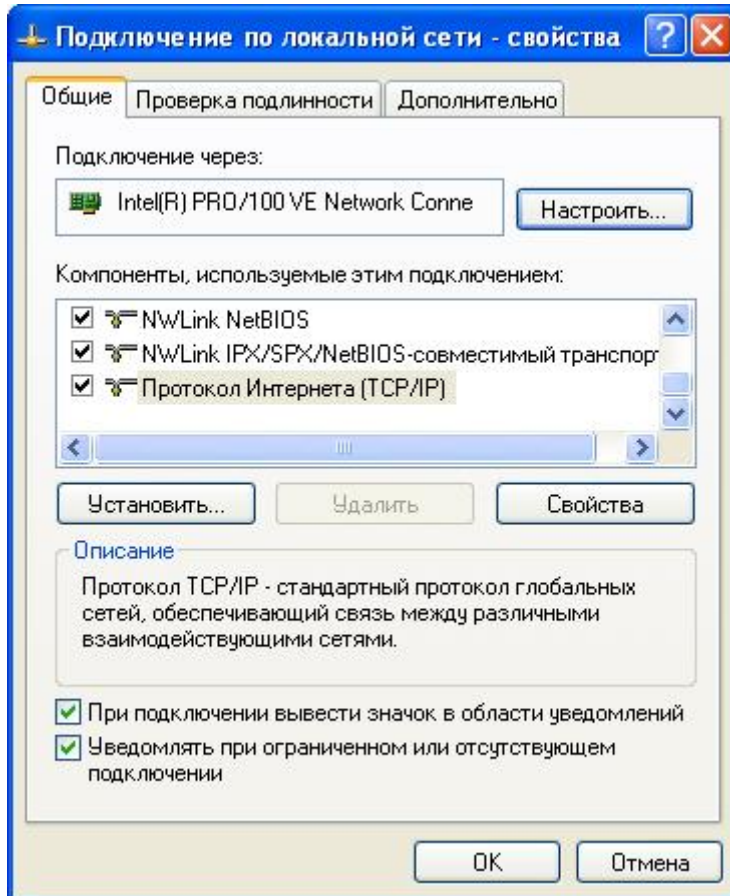 Подключение по локальной сети - свойства
Общие
Проверка подлинности
Дополнительно
Подключение через:
Intel(R) PRO/100 VE Network Conne
Настроить...
Компоненты, используемые этим подключением:
NWLink NetBIOS
NWLink IPX/SPX/NetBIOS-совместимый транспорт
Протокол Интернета (TCP/IP)
Установить...
Удалить
Свойства
Описание
Протокол TCP/IP - стандартный протокол глобальных
сетей, обеспечивающий связь между различными
взаимодействующими сетями.
При подключении вывести значок в области уведомлений
Уведомлять при ограниченном или отсутствующем
подключении
OK
Отмена